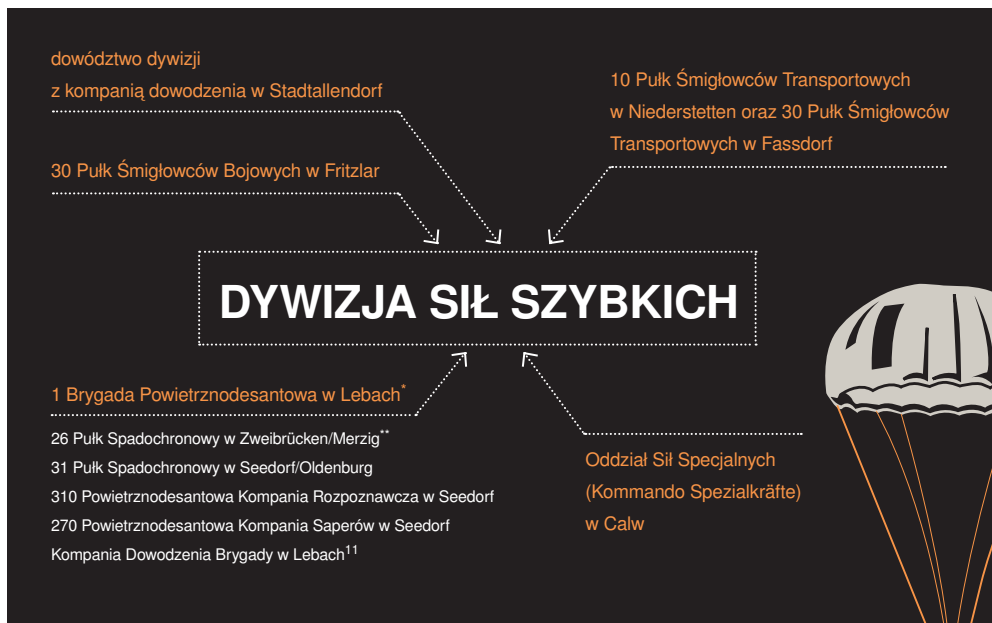 dowództwo dywizji
z kompanią dowodzenia w Stadtallendorf
30 Pułk Śmigłowców Bojowych w Fritzlar
10 Pułk Śmigłowców Transportowych
w Niederstetten oraz 30 Pułk Śmigłowców
Transportowych w Fassdorf
DYWIZJA SIŁ SZYBKICH
1 Brygada Powietrznodesantowa w Lebach*
26 Pułk Spadochronowy w Zweibrücken/Merzig**
31 Pułk Spadochronowy w Seedorf/Oldenburg
310 Powietrznodesantowa Kompania Rozpoznawcza w Seedorf
270 Powietrznodesantowa Kompania Saperów w Seedorf
Kompania Dowodzenia Brygady w Lebach¹¹
Oddział Sił Specjalnych
(Kommando Spezialkräfte)
w Calw